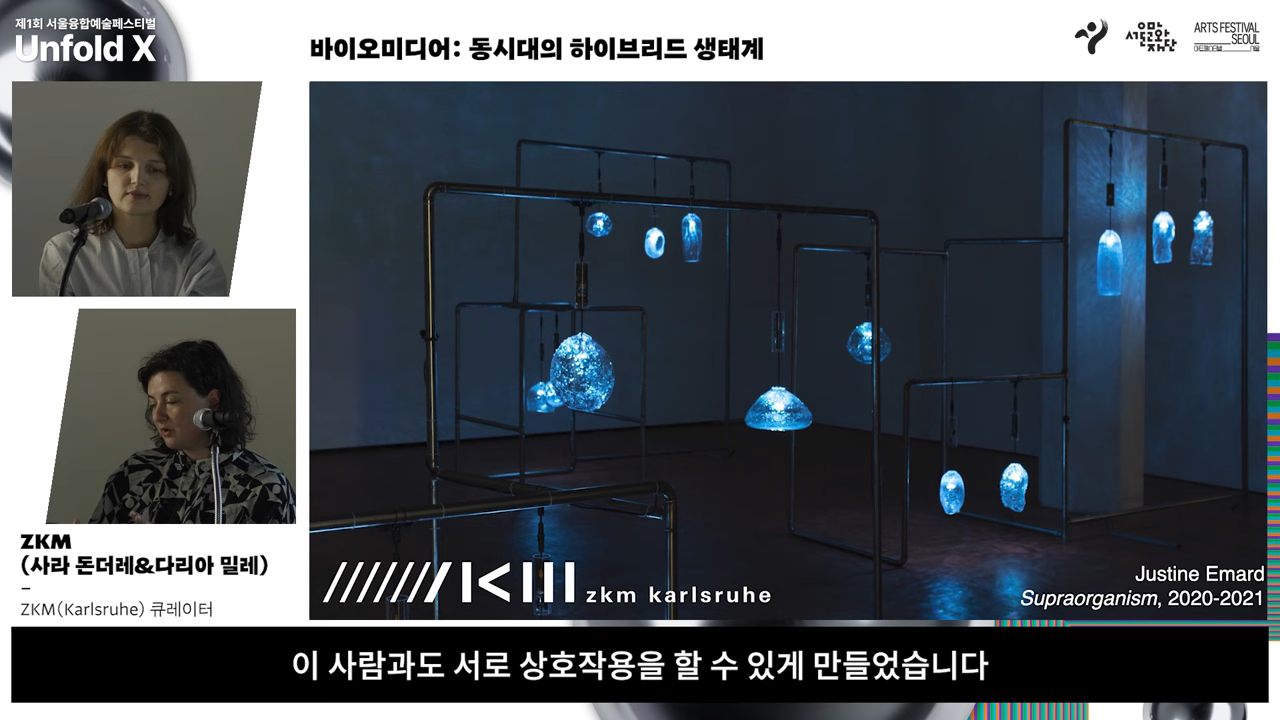 제1회 서울융합예술페스티벌
Unfold X
바이오미디어: 동시대의 하이브리드 생태계
서울문화재단
ARTS FESTIVAL
SEOUL
zkm karlsruhe
Justine Emard
Supraorganism, 2020-2021
ZKM
(사라 돈더레&다리아 밀레)
–
ZKM(Karlsruhe) 큐레이터
이 사람과도 서로 상호작용을 할 수 있게 만들었습니다